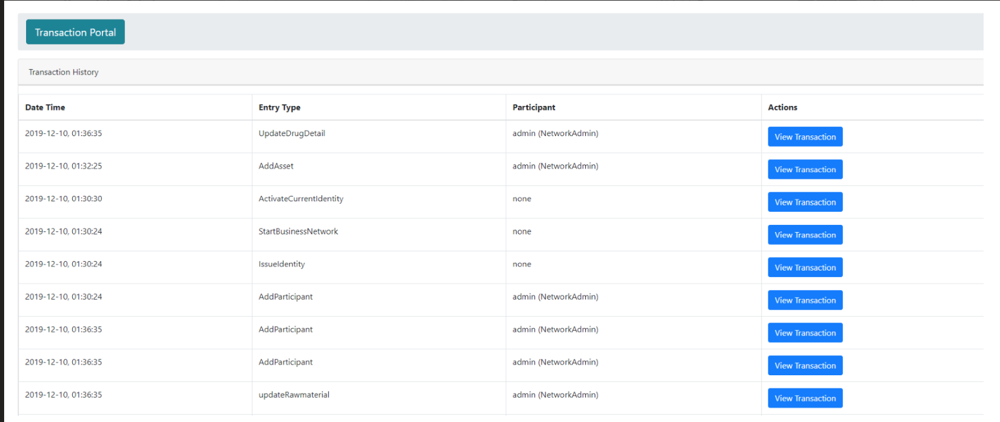 Transaction Portal
Transaction History
Date Time Entry Type Participant Actions
2019-12-10, 01:36:35 UpdateDrugDetail admin (NetworkAdmin) View Transaction
2019-12-10, 01:32:25 AddAsset admin (NetworkAdmin) View Transaction
2019-12-10, 01:30:30 ActivateCurrentIdentity none View Transaction
2019-12-10, 01:30:24 StartBusinessNetwork none View Transaction
2019-12-10, 01:30:24 IssueIdentity none View Transaction
2019-12-10, 01:30:24 AddParticipant admin (NetworkAdmin) View Transaction
2019-12-10, 01:36:35 AddParticipant admin (NetworkAdmin) View Transaction
2019-12-10, 01:36:35 AddParticipant admin (NetworkAdmin) View Transaction
2019-12-10, 01:36:35 updateRawmaterial admin (NetworkAdmin) View Transaction